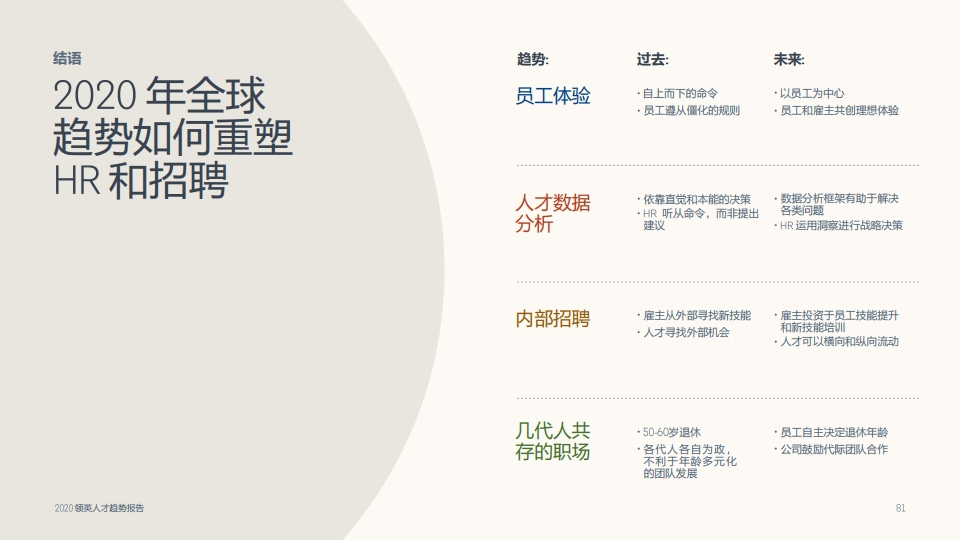 结语
2020 年全球
趋势如何重塑
HR 和招聘
趋势:
过去:
未来:
员工体验
• 自上而下的命令
• 员工遵从僵化的规则
• 以员工为中心
• 员工和雇主共创理想体验
人才数据
分析
• 依靠直觉和本能的决策
• HR 听从命令，而非提出
建议
• 数据分析框架有助于解决
各类问题
• HR 运用洞察进行战略决策
内部招聘
• 雇主从外部寻找新技能
• 人才寻找外部机会
• 雇主投资于员工技能提升
和新技能培训
• 人才可以横向和纵向流动
几代人共
存的职场
• 50-60岁退休
• 各代人各自为政，
不利于年龄多元化
的团队发展
• 员工自主决定退休年龄
• 公司鼓励代际团队合作
2020 领英人才趋势报告
81